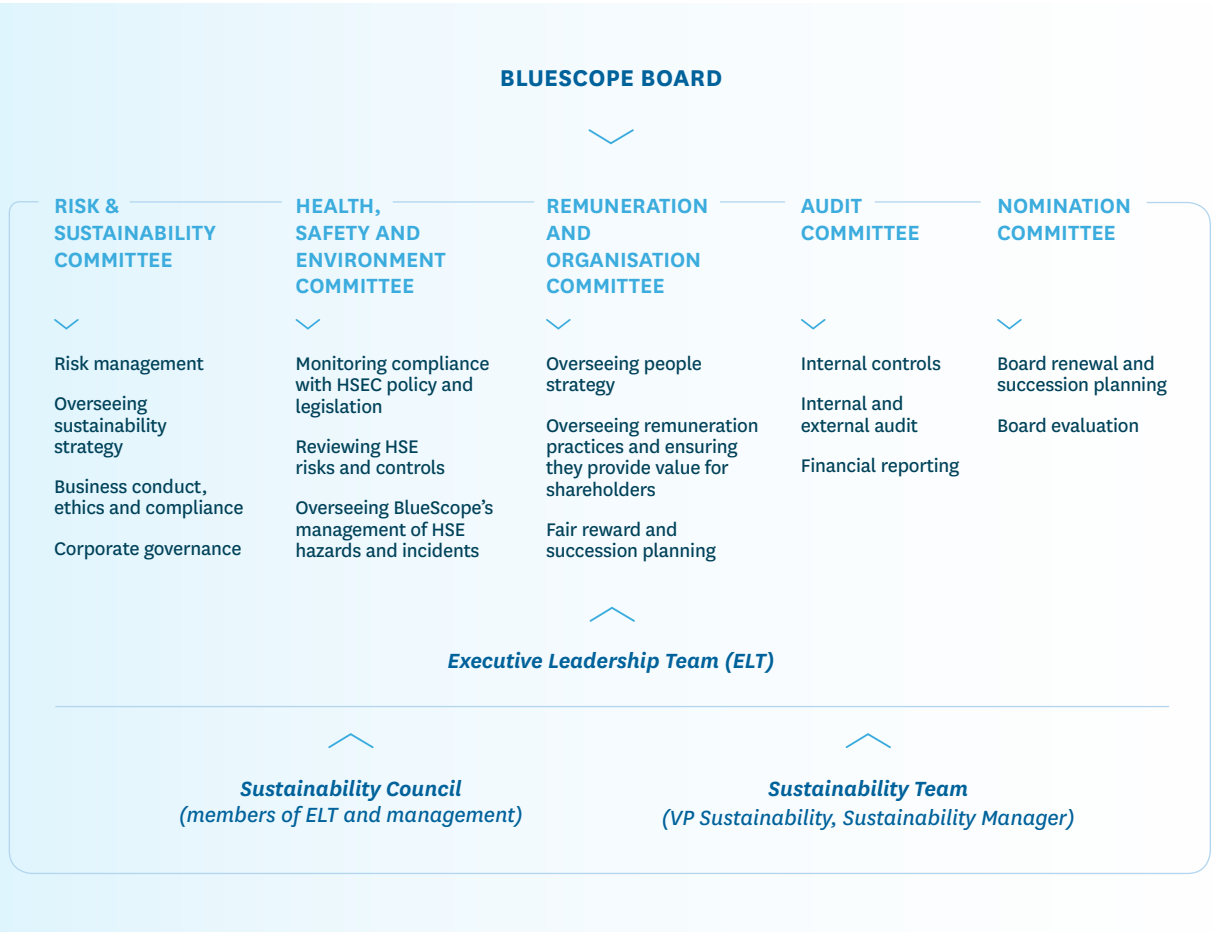 BLUESCOPE BOARD
RISK &
SUSTAINABILITY
COMMITTEE
Risk management
Overseeing
sustainability
strategy
Business conduct,
ethics and compliance
Corporate governance
HEALTH,
SAFETY AND
ENVIRONMENT
COMMITTEE
Monitoring compliance
with HSEC policy and
legislation
Reviewing HSE
risks and controls
Overseeing BlueScope’s
management of HSE
hazards and incidents
REMUNERATION
AND
ORGANISATION
COMMITTEE
Overseeing people
strategy
Overseeing remuneration
practices and ensuring
they provide value for
shareholders
Fair reward and
succession planning
AUDIT
COMMITTEE
Internal controls
Internal and
external audit
Financial reporting
NOMINATION
COMMITTEE
Board renewal and
succession planning
Board evaluation
Executive Leadership Team (ELT)
Sustainability Council
(members of ELT and management)
Sustainability Team
(VP Sustainability, Sustainability Manager)